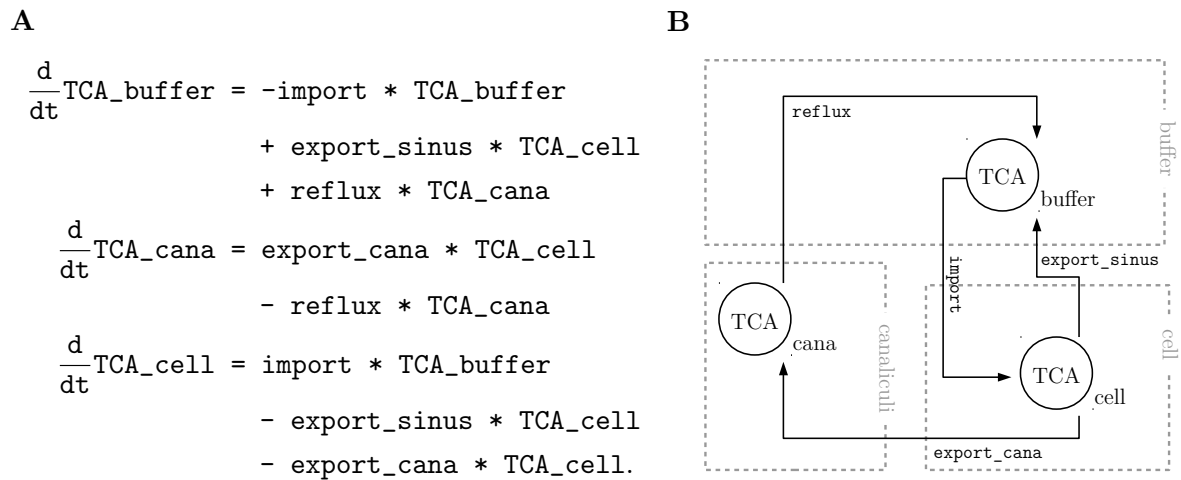 A
d/dt TCA_buffer = -import * TCA_buffer
+ export_sinus * TCA_cell
+ reflux * TCA_cana
d/dt TCA_cana = export_cana * TCA_cell
- reflux * TCA_cana
d/dt TCA_cell = import * TCA_buffer
- export_sinus * TCA_cell
- export_cana * TCA_cell.
B
reflux
buffer
TCA
buffer
import
export_sinus
TCA
cana
canaliculi
cell
TCA
cell
export_cana